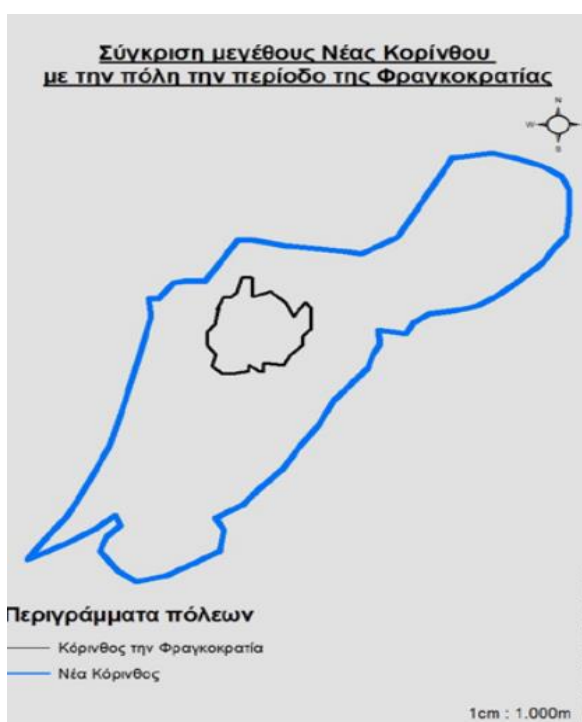 Σύγκριση μεγέθους Νέας Κορίνθου
με την πόλη την περίοδο της Φραγκοκρατίας
N
W
S
Περιγράμματα πόλεων
Κόρινθος την Φραγκοκρατία
Νέα Κόρινθος
1cm : 1.000m